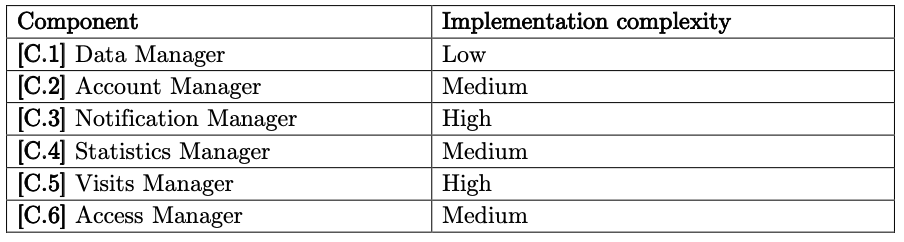 Component Implementation complexity
[C.1] Data Manager Low
[C.2] Account Manager Medium
[C.3] Notification Manager High
[C.4] Statistics Manager Medium
[C.5] Visits Manager High
[C.6] Access Manager Medium